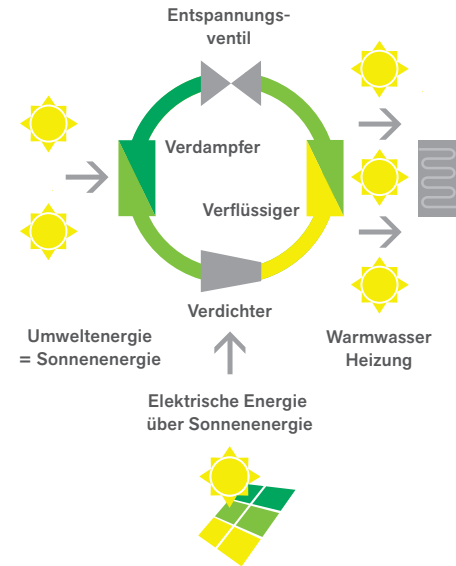 Entspannungs-
ventil
Verdampfer
Verflüssiger
Verdichter
Umweltenergie
= Sonnenenergie
Warmwasser
Heizung
Elektrische Energie
über Sonnenenergie